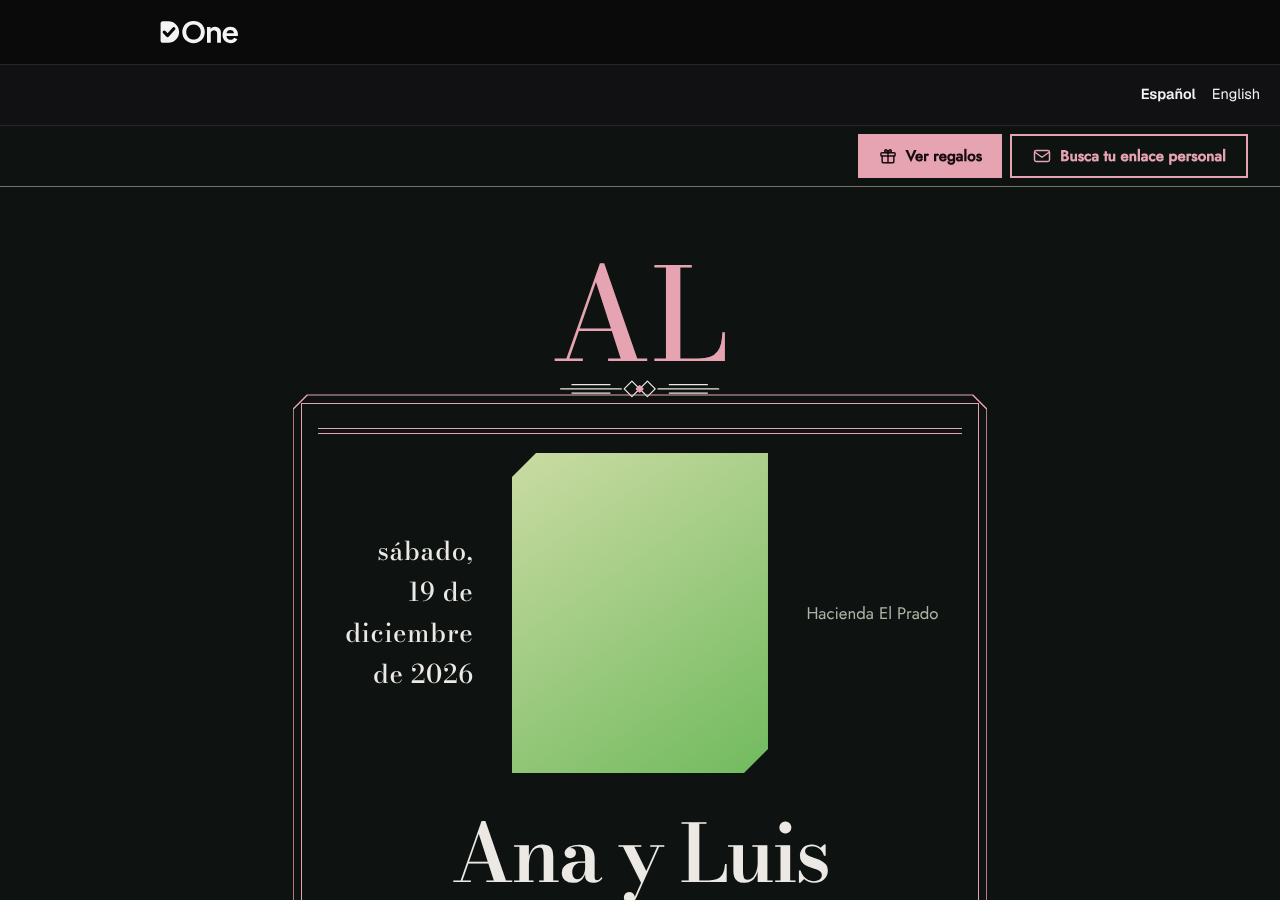 One
Español English
Ver regalos Busca tu enlace personal
AL
sábado,
19 de
diciembre
de 2026
Hacienda El Prado
Ana y Luis